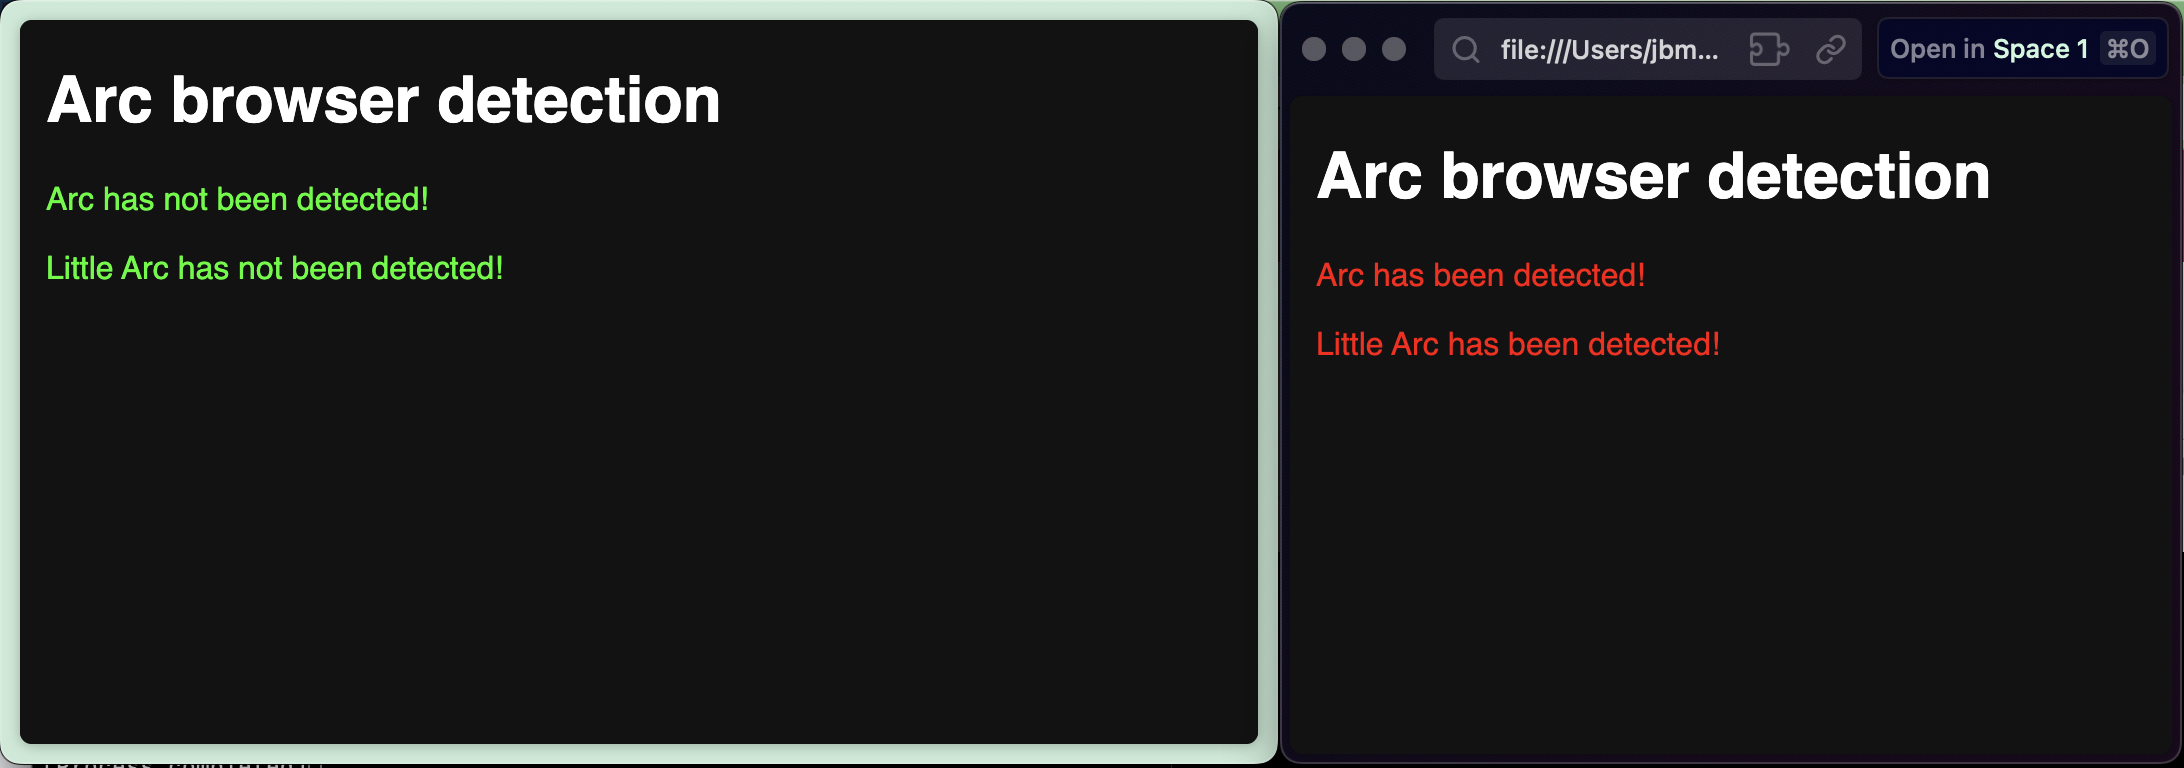 Arc browser detection
Arc has not been detected!
Little Arc has not been detected!
file:///Users/jbm...
Open in Space 1 ⌘O
Arc browser detection
Arc has been detected!
Little Arc has been detected!